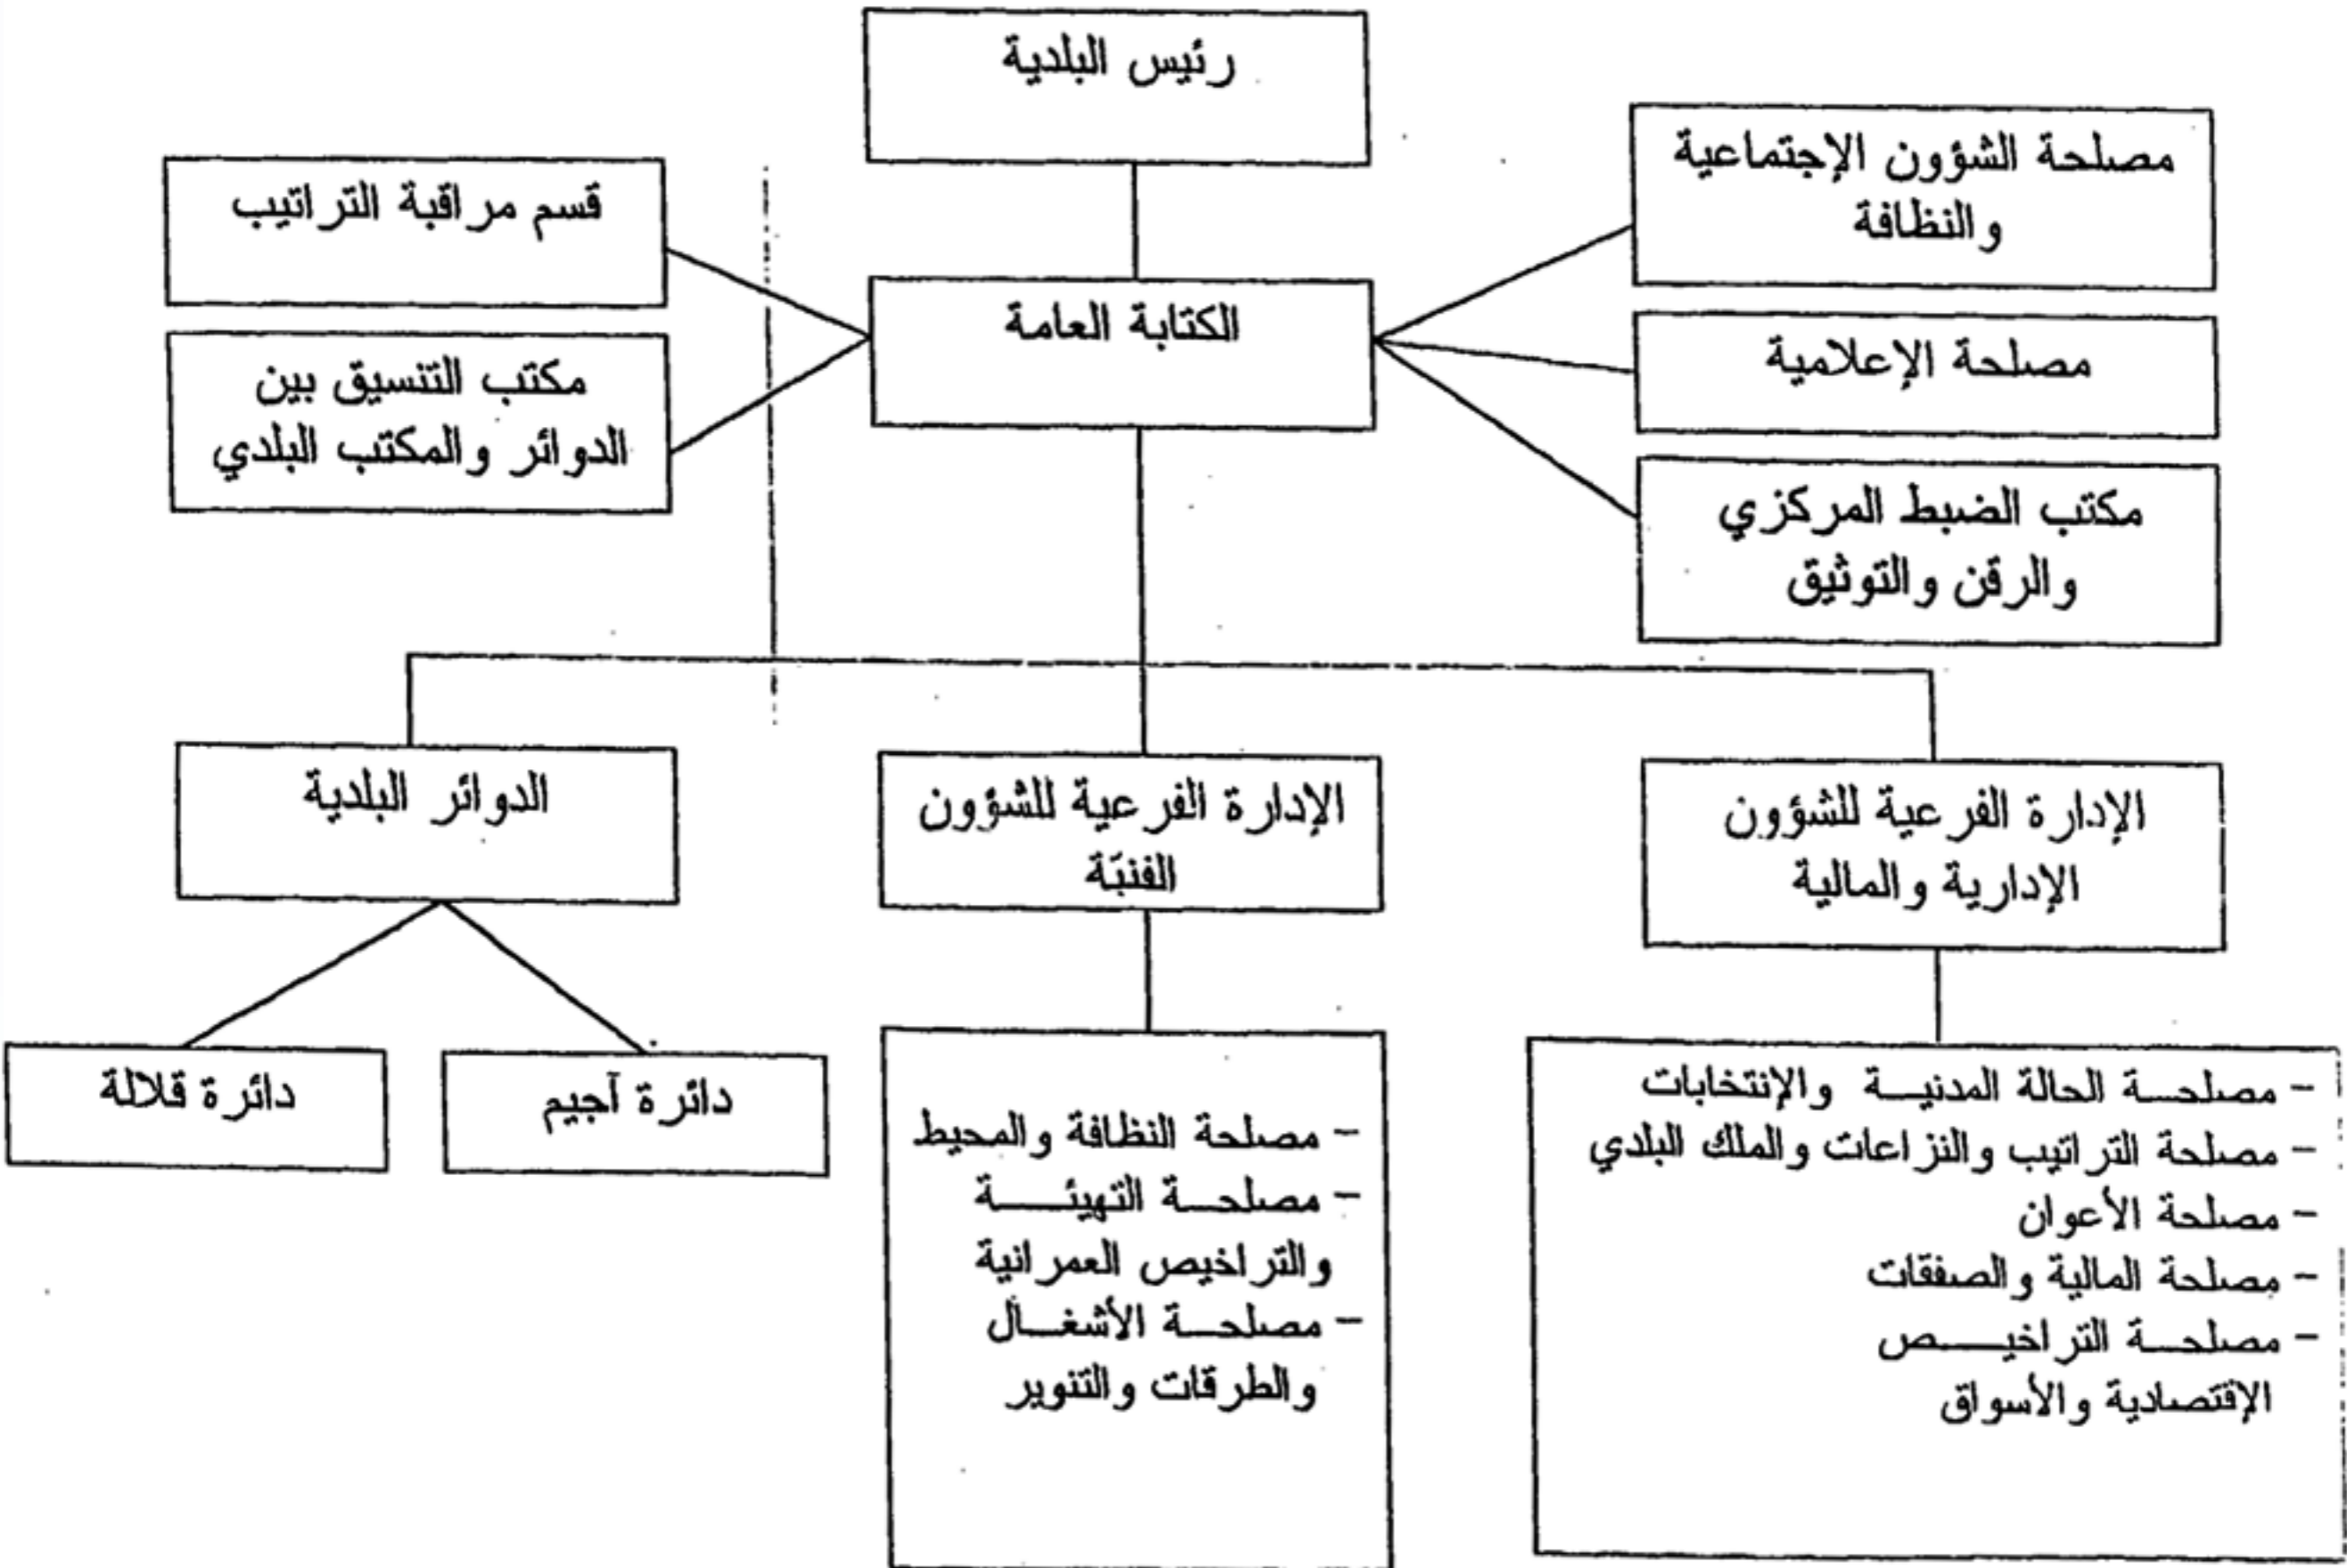 رئيس البلدية
مصلحة الشؤون الإجتماعية
والنظافة
قسم مراقبة التراتيب
الكتابة العامة
مصلحة الإعلامية
مكتب التنسيق بين
الدوائر والمكتب البلدي
مكتب الضبط المركزي
والرقن والتوثيق
الإدارة الفرعية للشؤون
الإدارية والمالية
الإدارة الفرعية للشؤون
الفنيّة
الدوائر البلدية
- مصلحة الحالة المدنية والإنتخابات
- مصلحة التراتيب والنزاعات والملك البلدي
- مصلحة الأعوان
- مصلحة المالية والصفقات
- مصلحة التراخيص
الإقتصادية والأسواق
- مصلحة النظافة والمحيط
- مصلحة التهيئة
والتراخيص العمرانية
- مصلحة الأشغال
والطرقات والتنوير
دائرة آجيم
دائرة قلالة